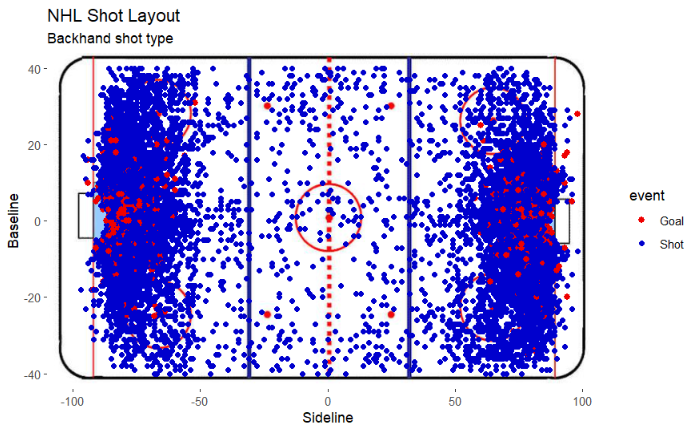 NHL Shot Layout
Backhand shot type
40
20
0
-20
-40
Baseline
-100
-50
0
50
100
Sideline
event
Goal
Shot